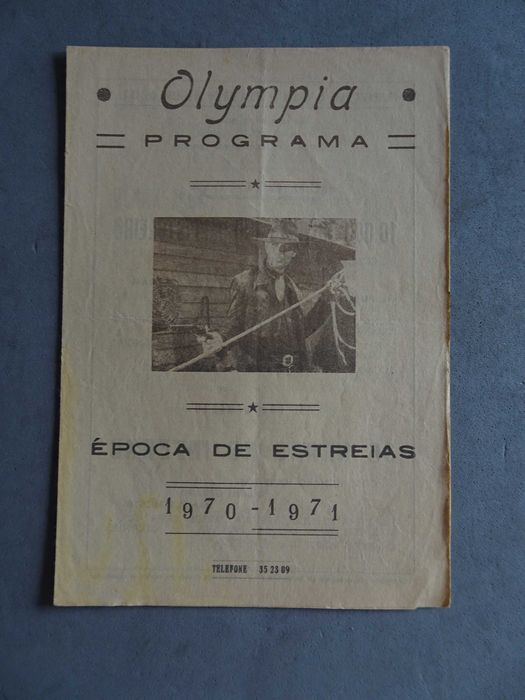 Olympia
PROGRAMA
ÉPOCA DE ESTREIAS
1970-1971
TELEFONE 35 23 09